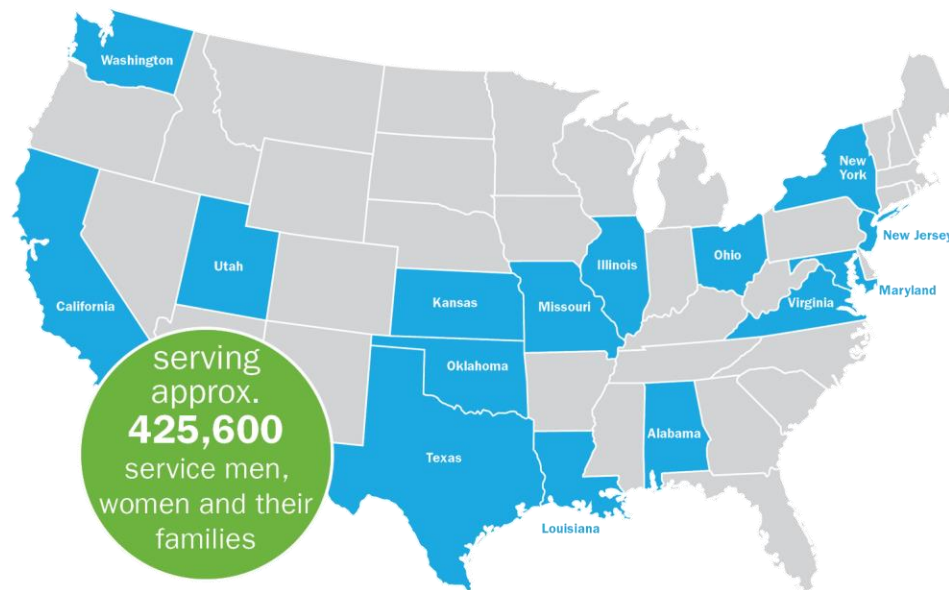 Washington
New
York
New Jersey
Utah
Illinois
Ohio
Maryland
California
Kansas
Missouri
Virginia
Oklahoma
Alabama
Texas
Louisiana
serving
approx.
425,600
service men,
women and their
families